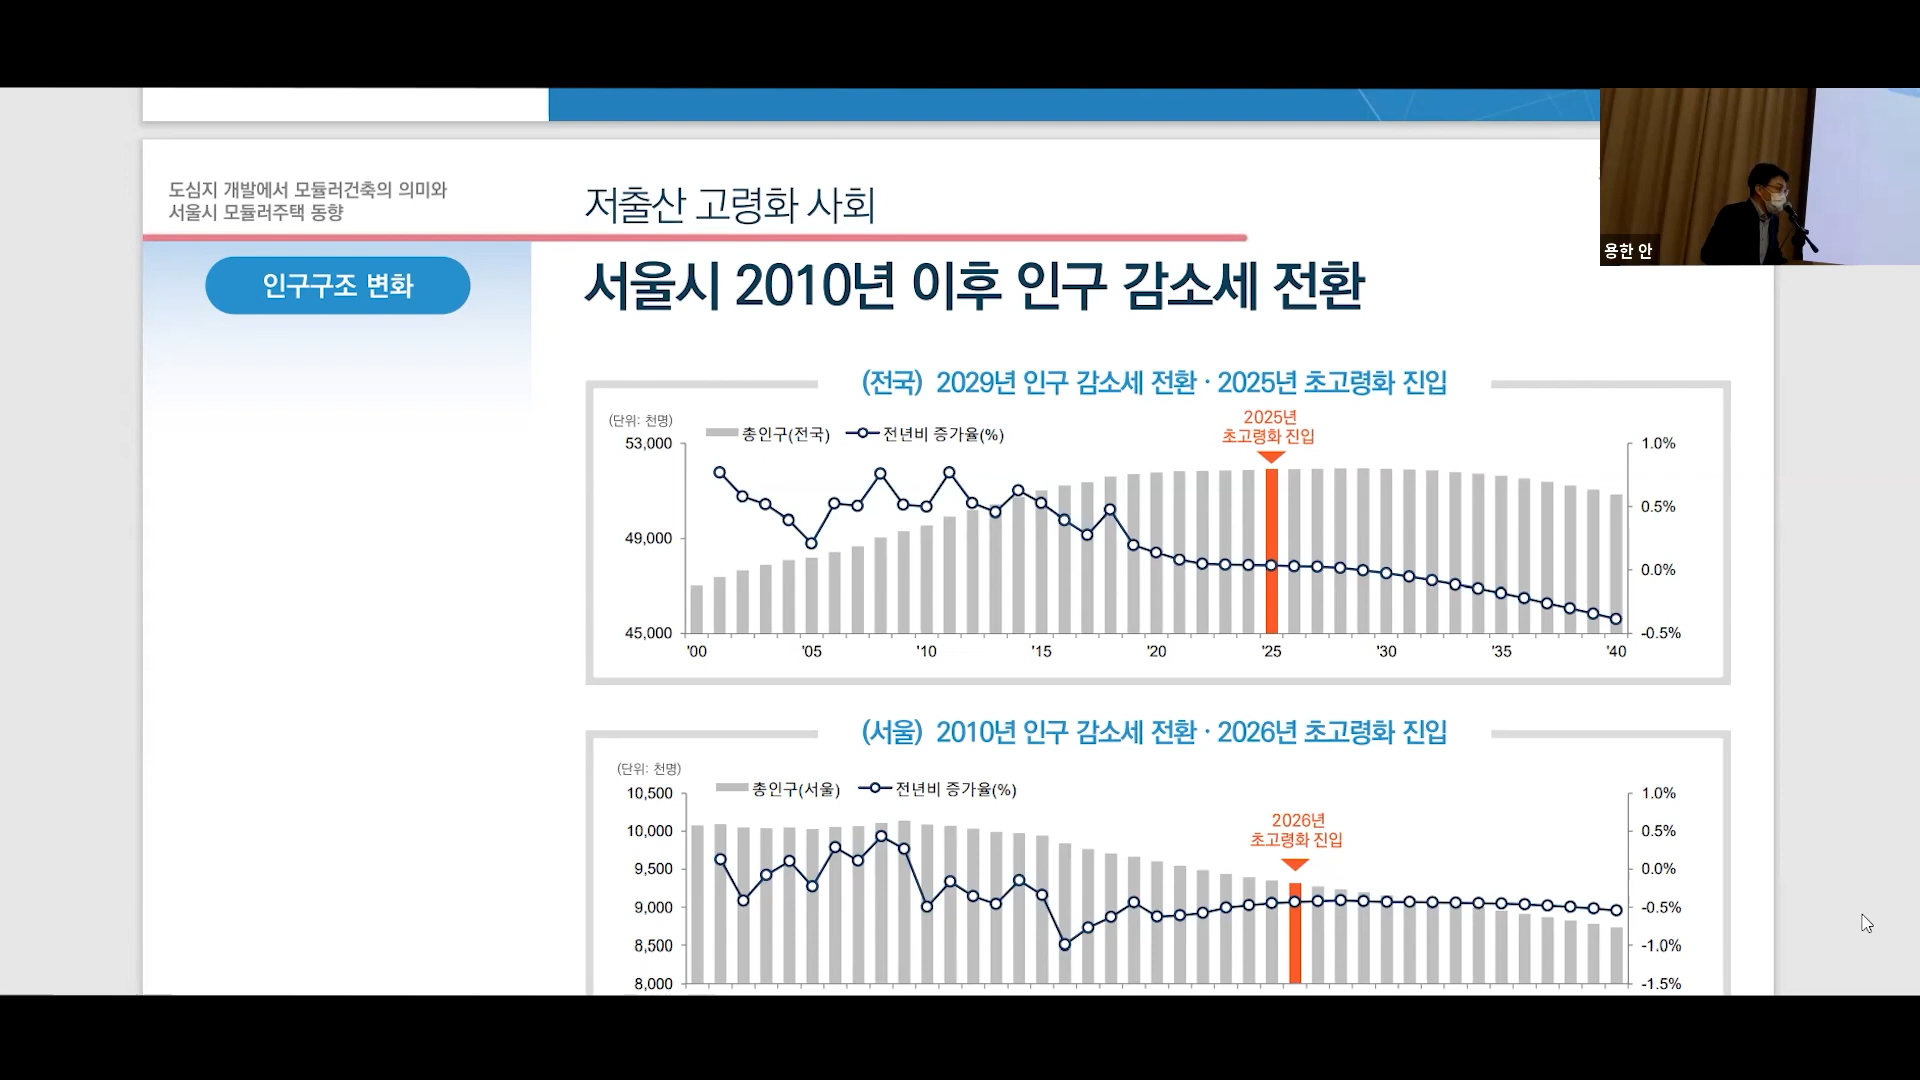 도심지 개발에서 모듈러건축의 의미와
서울시 모듈러주택 동향
인구구조 변화
저출산 고령화 사회
서울시 2010년 이후 인구 감소세 전환
용한 안
(전국) 2029년 인구 감소세 전환 · 2025년 초고령화 진입
(단위: 천명)
총인구(전국) 전년비 증가율(%)
2025년
초고령화 진입
53,000
49,000
45,000
1.0%
0.5%
0.0%
-0.5%
'00 '05 '10 '15 '20 '25 '30 '35 '40
(서울) 2010년 인구 감소세 전환 · 2026년 초고령화 진입
(단위: 천명)
총인구(서울) 전년비 증가율(%)
2026년
초고령화 진입
10,500
10,000
9,500
9,000
8,500
8,000
1.0%
0.5%
0.0%
-0.5%
-1.0%
-1.5%